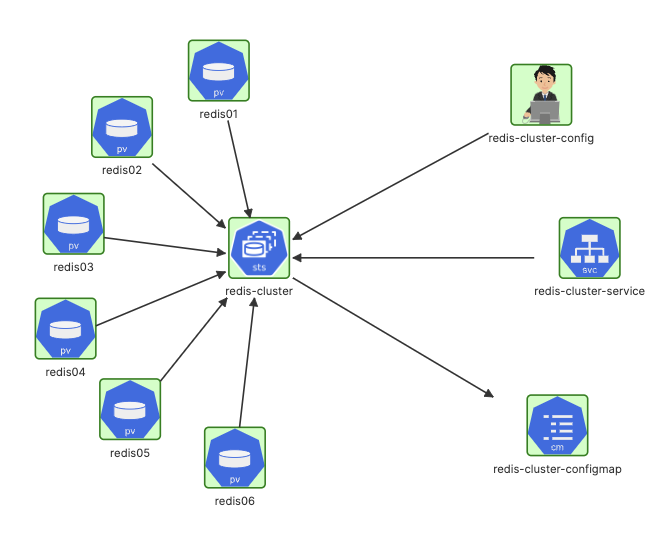 pv
redis01
pv
redis02
redis-cluster-config
pv
redis03
sts
redis-cluster
svc
redis-cluster-service
pv
redis04
pv
redis05
cm
redis-cluster-configmap
pv
redis06